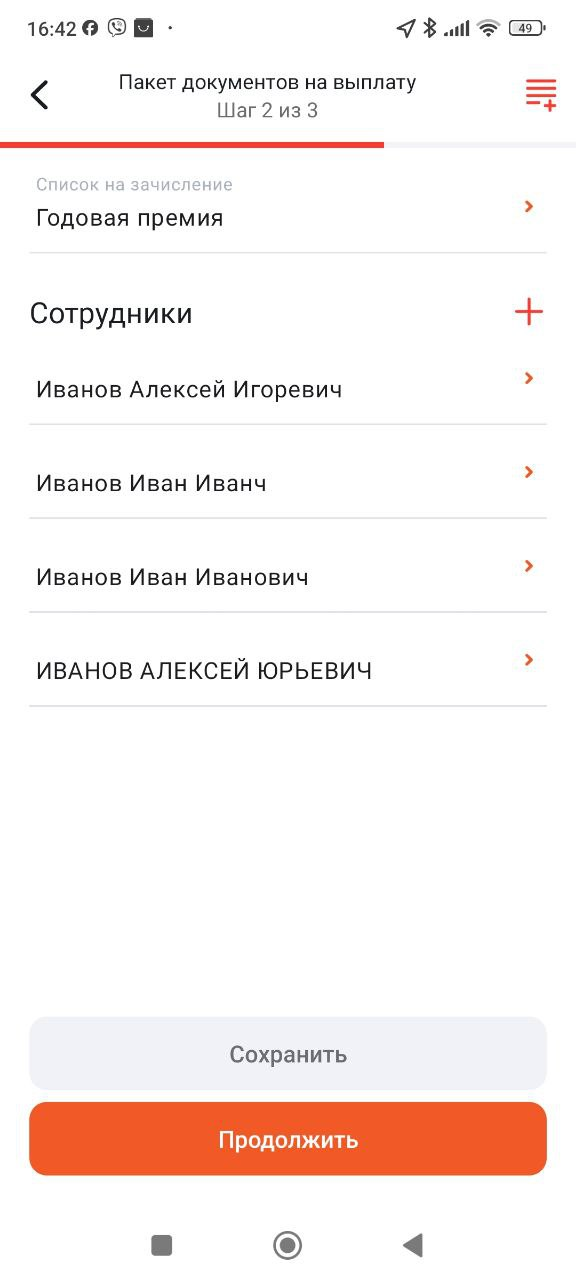 16:42
49
Пакет документов на выплату
Шаг 2 из 3
Список на зачисление
Годовая премия
Сотрудники
Иванов Алексей Игоревич
Иванов Иван Иванч
Иванов Иван Иванович
ИВАНОВ АЛЕКСЕЙ ЮРЬЕВИЧ
Сохранить
Продолжить